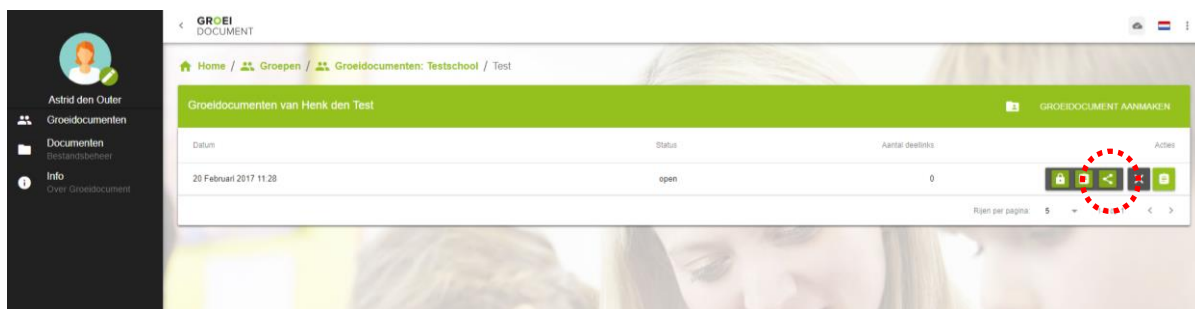 GROEI
DOCUMENT
Astrid den Outer
Groeidocumenten
Documenten
Bestandsbeheer
Info
Over Groeidocument
Home / Groepen / Groeidocumenten: Testschool / Test
Groeidocumenten van Henk den Test
GROEIDOCUMENT AANMAKEN
Datum Status Aantal deellinks Acties
20 Februari 2017 11:28 open 0
Rijen per pagina: 5